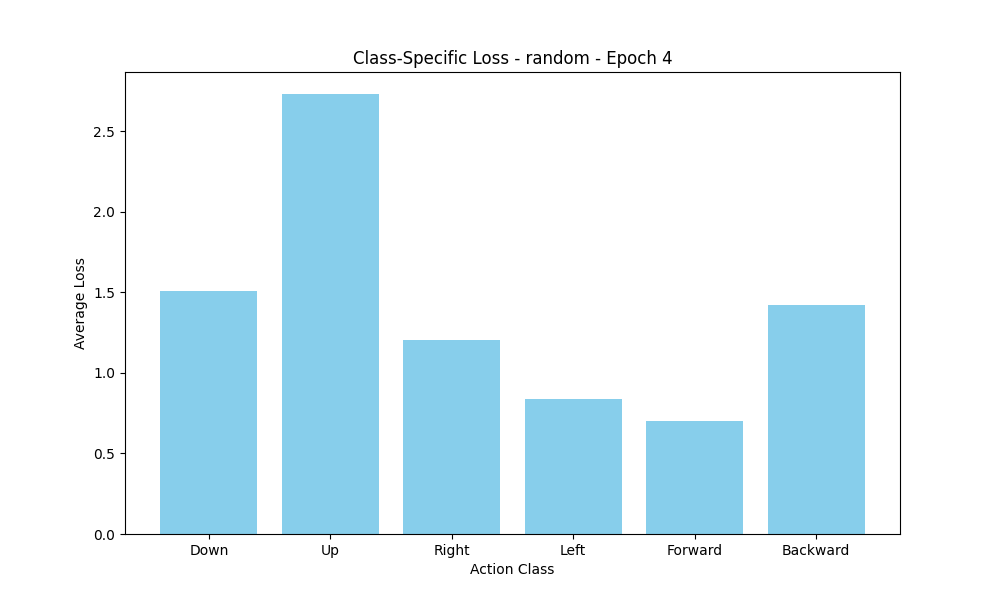 Class-Specific Loss - random - Epoch 4
Average Loss
2.5
2.0
1.5
1.0
0.5
0.0
Down Up Right Left Forward Backward
Action Class